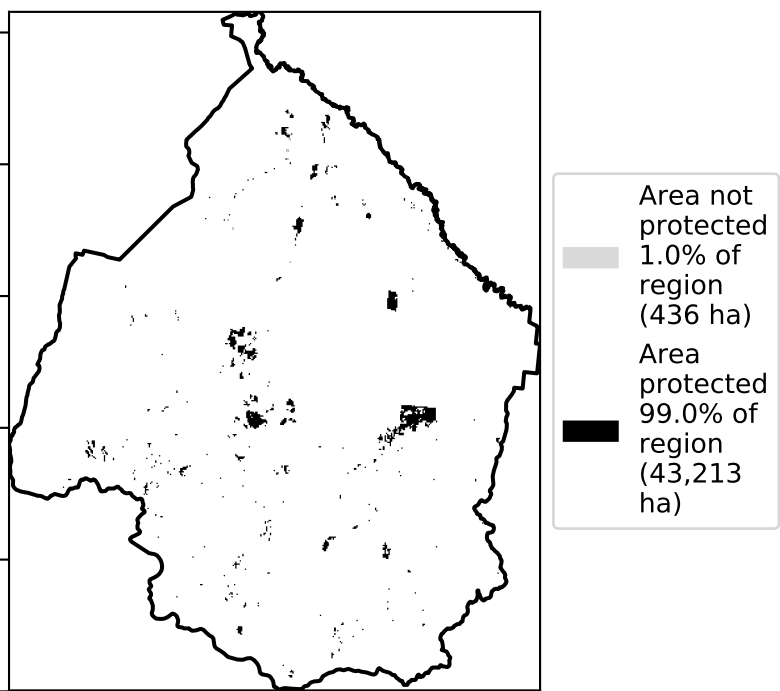 Area not
protected
1.0% of
region
(436 ha)
Area
protected
99.0% of
region
(43,213
ha)